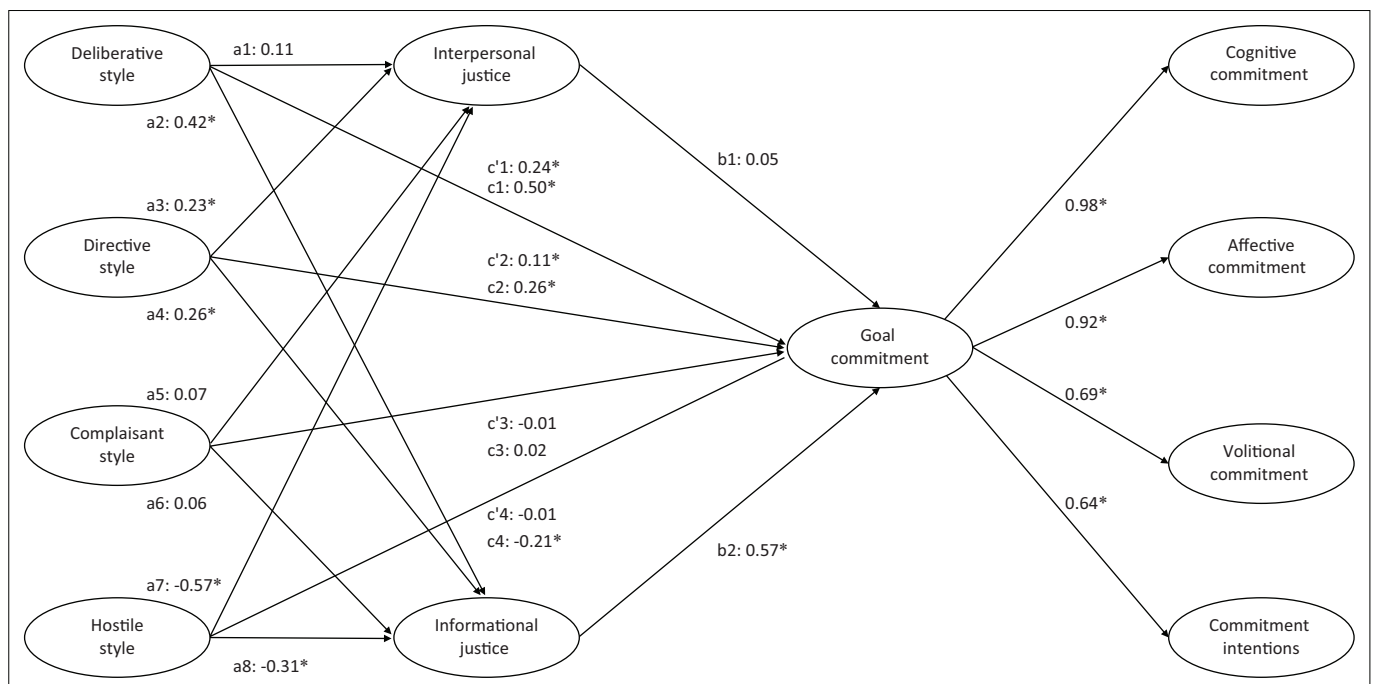 Deliberative
style
Directive
style
Complaisant
style
Hostile
style
a1: 0.11
a2: 0.42*
a3: 0.23*
a4: 0.26*
a5: 0.07
a6: 0.06
a7: -0.57*
a8: -0.31*
Interpersonal
justice
Informational
justice
c'1: 0.24*
c1: 0.50*
c'2: 0.11*
c2: 0.26*
c'3: -0.01
c3: 0.02
c'4: -0.01
c4: -0.21*
b1: 0.05
b2: 0.57*
Goal
commitment
0.98*
0.92*
0.69*
0.64*
Cognitive
commitment
Affective
commitment
Volitional
commitment
Commitment
intentions